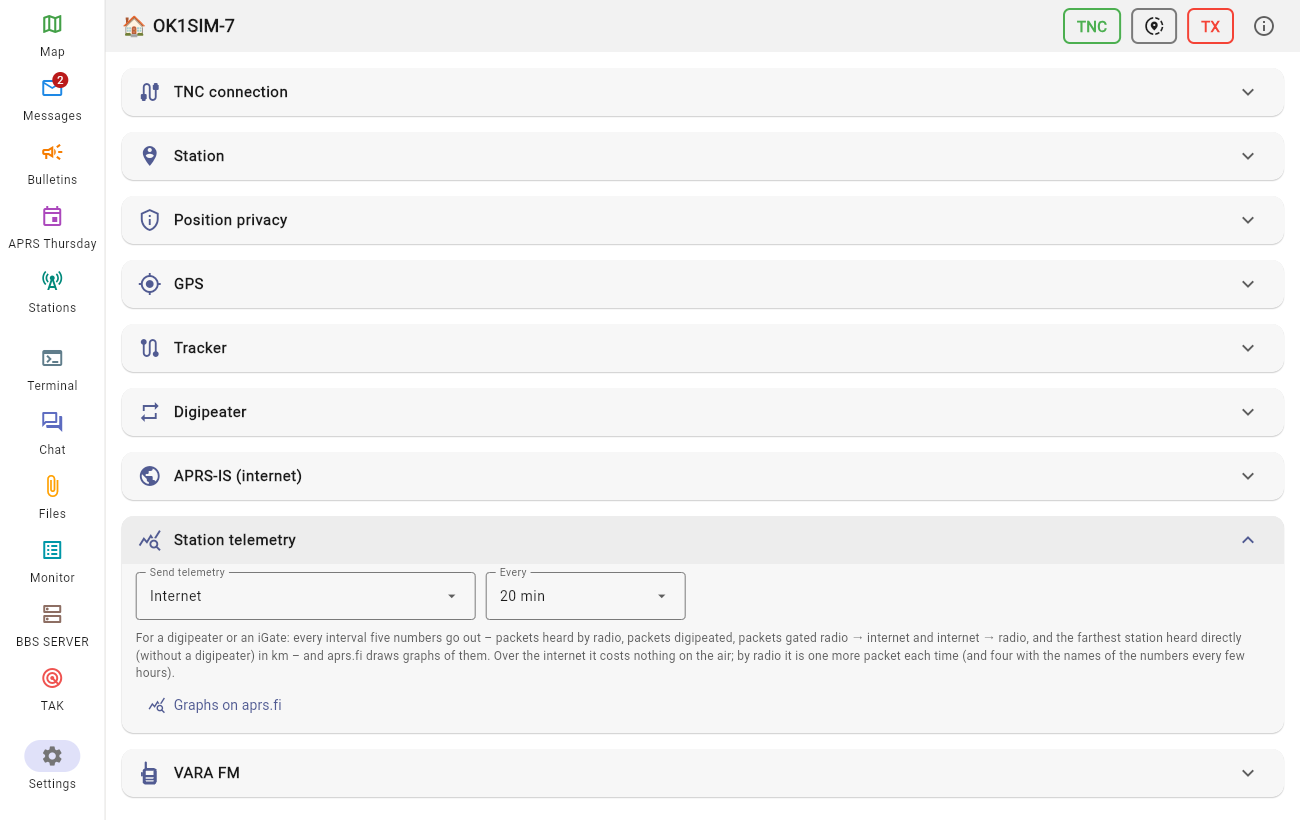 OK1SIM-7
TNC
TX
Map
2
Messages
Bulletins
APRS Thursday
Stations
Terminal
Chat
Files
Monitor
BBS SERVER
TAK
Settings
TNC connection
Station
Position privacy
GPS
Tracker
Digipeater
APRS-IS (internet)
Station telemetry
Send telemetry
Internet
Every
20 min
For a digipeater or an iGate: every interval five numbers go out – packets heard by radio, packets digipeated, packets gated radio → internet and internet → radio, and the farthest station heard directly
(without a digipeater) in km – and aprs.fi draws graphs of them. Over the internet it costs nothing on the air; by radio it is one more packet each time (and four with the names of the numbers every few
hours).
Graphs on aprs.fi
VARA FM